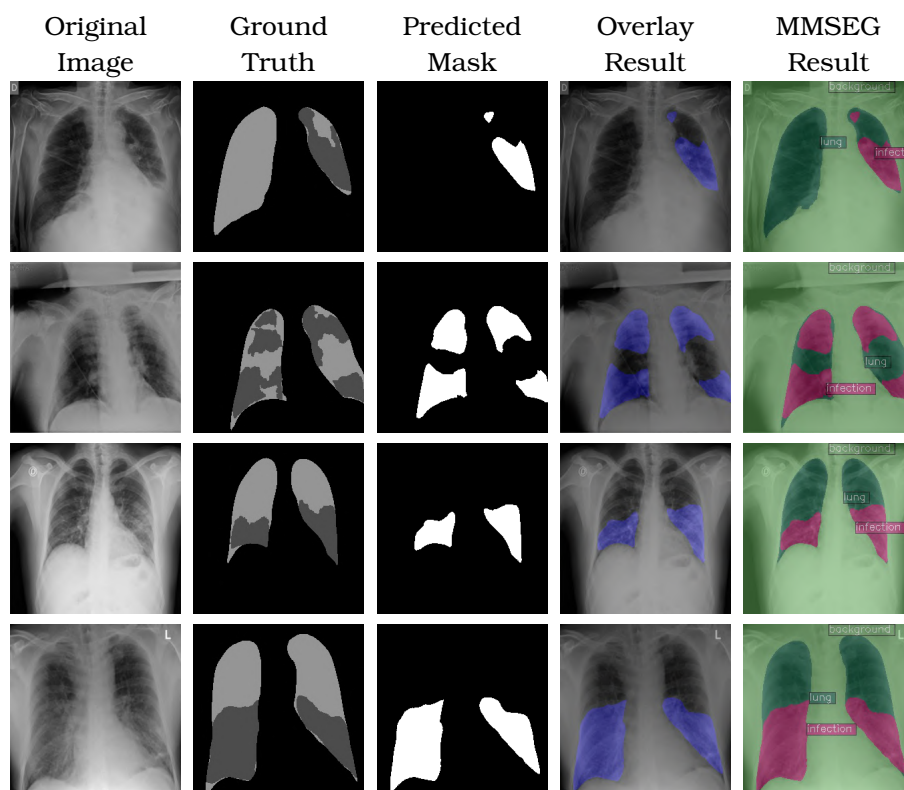 Original Ground Predicted Overlay MMSEG
Image Truth Mask Result Result
D D background
lung
infect
background
lung
infection
background
lung
infection
L L background L
lung
infection